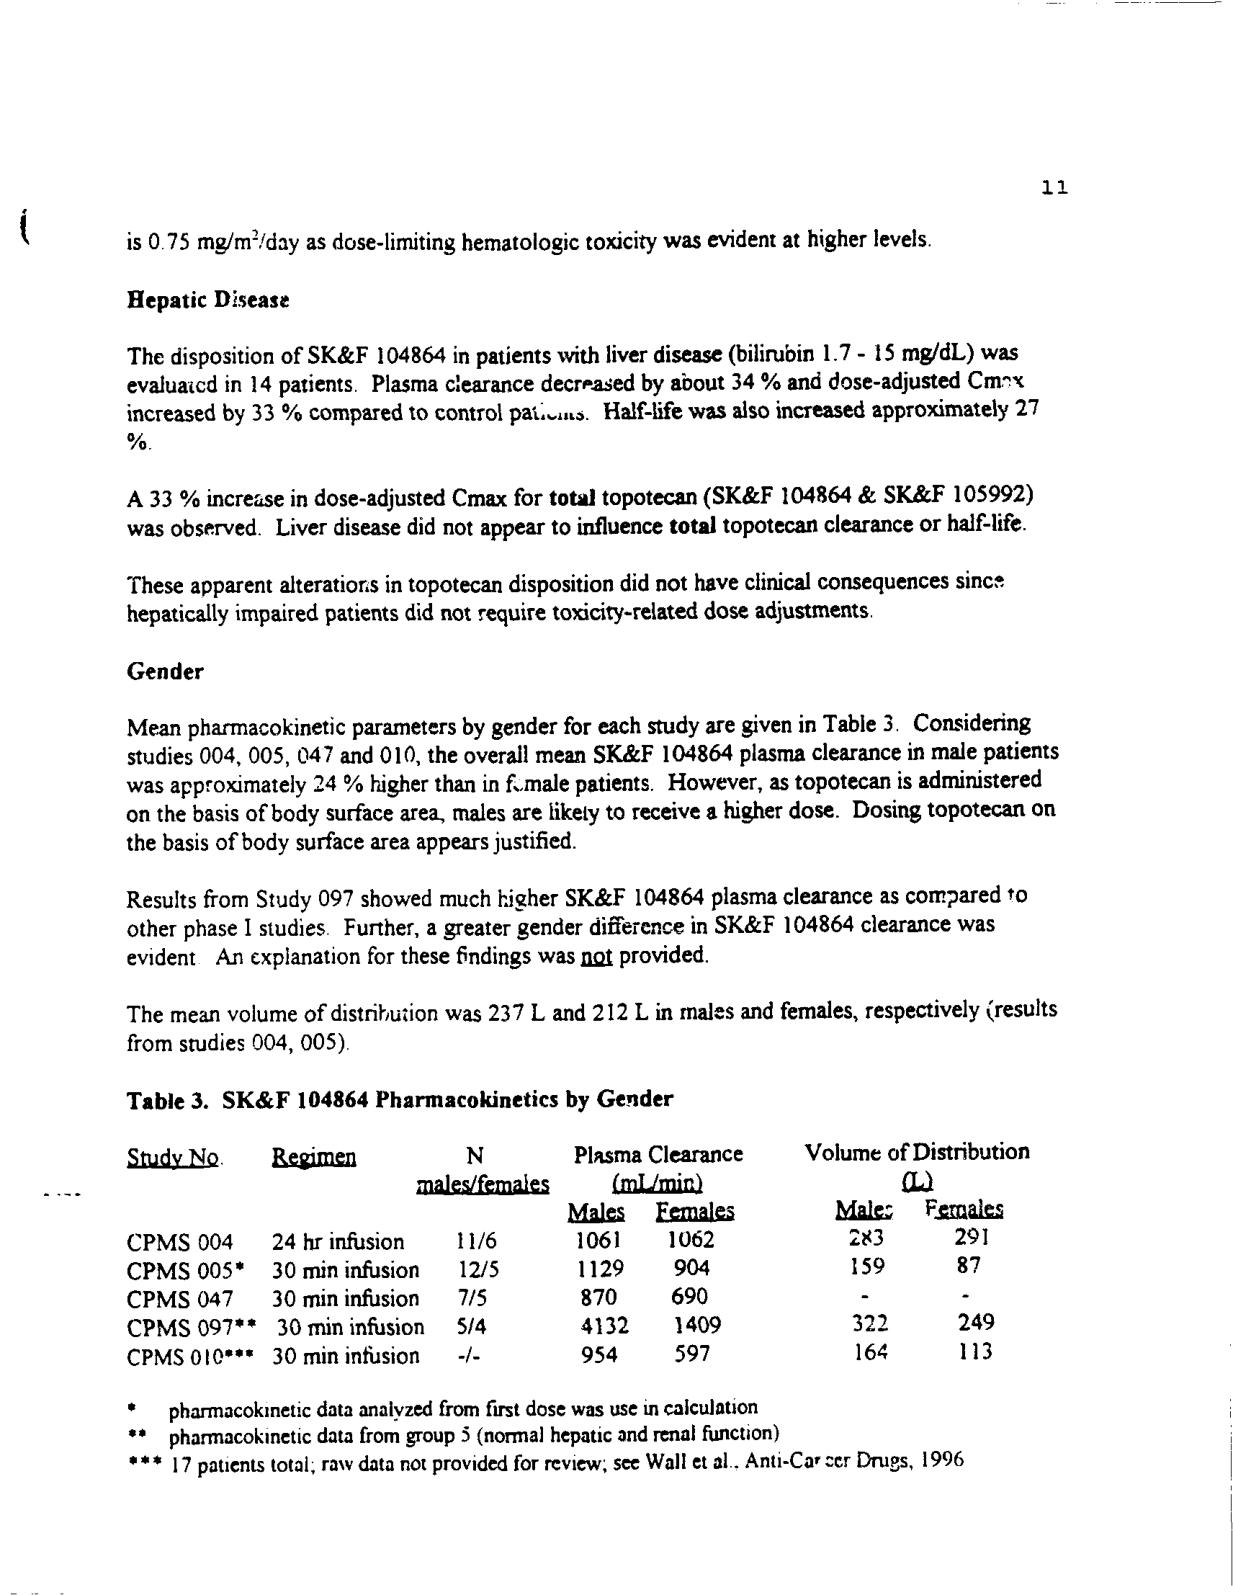 11
is 0.75 mg/m²/day as dose-limiting hematologic toxicity was evident at higher levels.
Hepatic Disease
The disposition of SK&F 104864 in patients with liver disease (bilirubin 1.7 - 15 mg/dL) was
evaluated in 14 patients. Plasma clearance decreased by about 34 % and dose-adjusted Cmax
increased by 33 % compared to control patients. Half-life was also increased approximately 27
%.
A 33 % increase in dose-adjusted Cmax for total topotecan (SK&F 104864 & SK&F 105992)
was observed. Liver disease did not appear to influence total topotecan clearance or half-life.
These apparent alterations in topotecan disposition did not have clinical consequences since
hepatically impaired patients did not require toxicity-related dose adjustments.
Gender
Mean pharmacokinetic parameters by gender for each study are given in Table 3. Considering
studies 004, 005, 047 and 010, the overall mean SK&F 104864 plasma clearance in male patients
was approximately 24 % higher than in female patients. However, as topotecan is administered
on the basis of body surface area, males are likely to receive a higher dose. Dosing topotecan on
the basis of body surface area appears justified.
Results from Study 097 showed much higher SK&F 104864 plasma clearance as compared to
other phase I studies. Further, a greater gender difference in SK&F 104864 clearance was
evident An explanation for these findings was not provided.
The mean volume of distribution was 237 L and 212 L in males and females, respectively (results
from studies 004, 005).
Table 3. SK&F 104864 Pharmacokinetics by Gender
Study No. Regimen N Plasma Clearance Volume of Distribution
males/females (mL/min) (L)
Males Females Males Females
CPMS 004 24 hr infusion 11/6 1061 1062 283 291
CPMS 005* 30 min infusion 12/5 1129 904 159 87
CPMS 047 30 min infusion 7/5 870 690 - -
CPMS 097** 30 min infusion 5/4 4132 1409 322 249
CPMS 010*** 30 min infusion -/- 954 597 164 113
* pharmacokinetic data analyzed from first dose was use in calculation
** pharmacokinetic data from group 5 (normal hepatic and renal function)
*** 17 patients total; raw data not provided for review; see Wall et al., Anti-Cancer Drugs, 1996